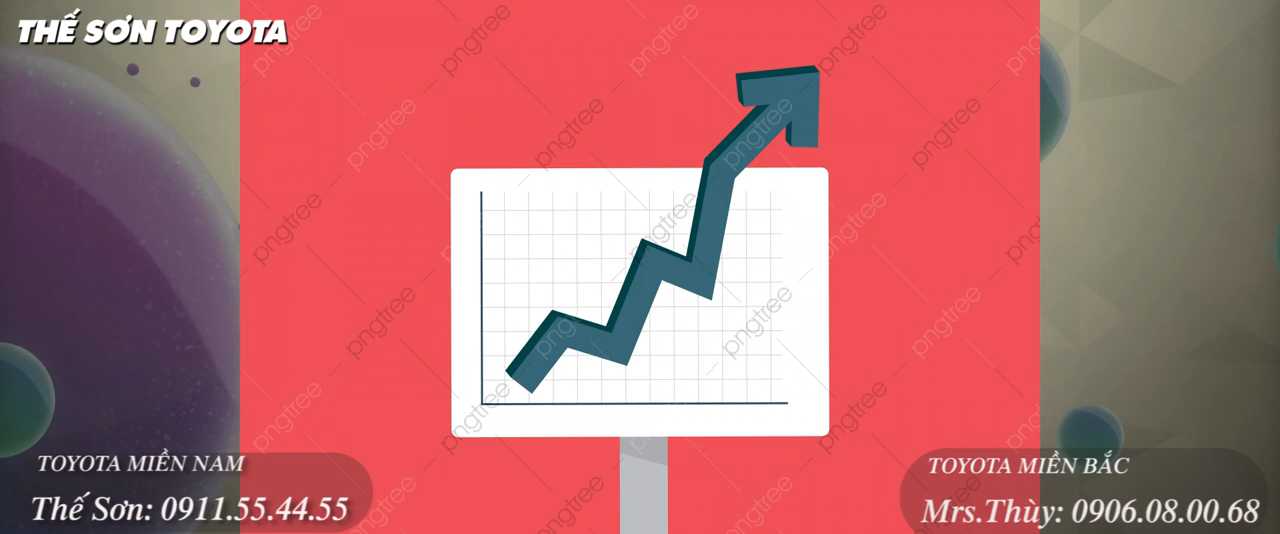 THẾ SƠN TOYOTA
pngtree
TOYOTA MIỀN NAM
Thế Sơn: 0911.55.44.55
TOYOTA MIỀN BẮC
Mrs.Thùy: 0906.08.00.68